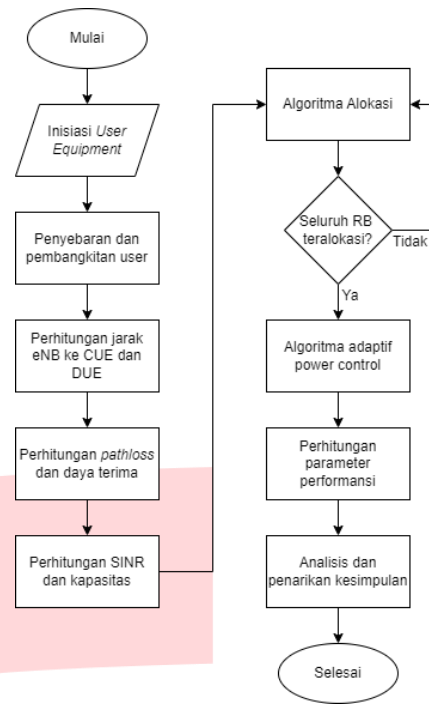 Mulai
Inisiasi User
Equipment
Penyebaran dan
pembangkitan user
Perhitungan jarak
eNB ke CUE dan
DUE
Perhitungan pathloss
dan daya terima
Perhitungan SINR
dan kapasitas
Algoritma Alokasi
Seluruh RB
teralokasi?
Tidak
Ya
Algoritma adaptif
power control
Perhitungan
parameter
performansi
Analisis dan
penarikan kesimpulan
Selesai